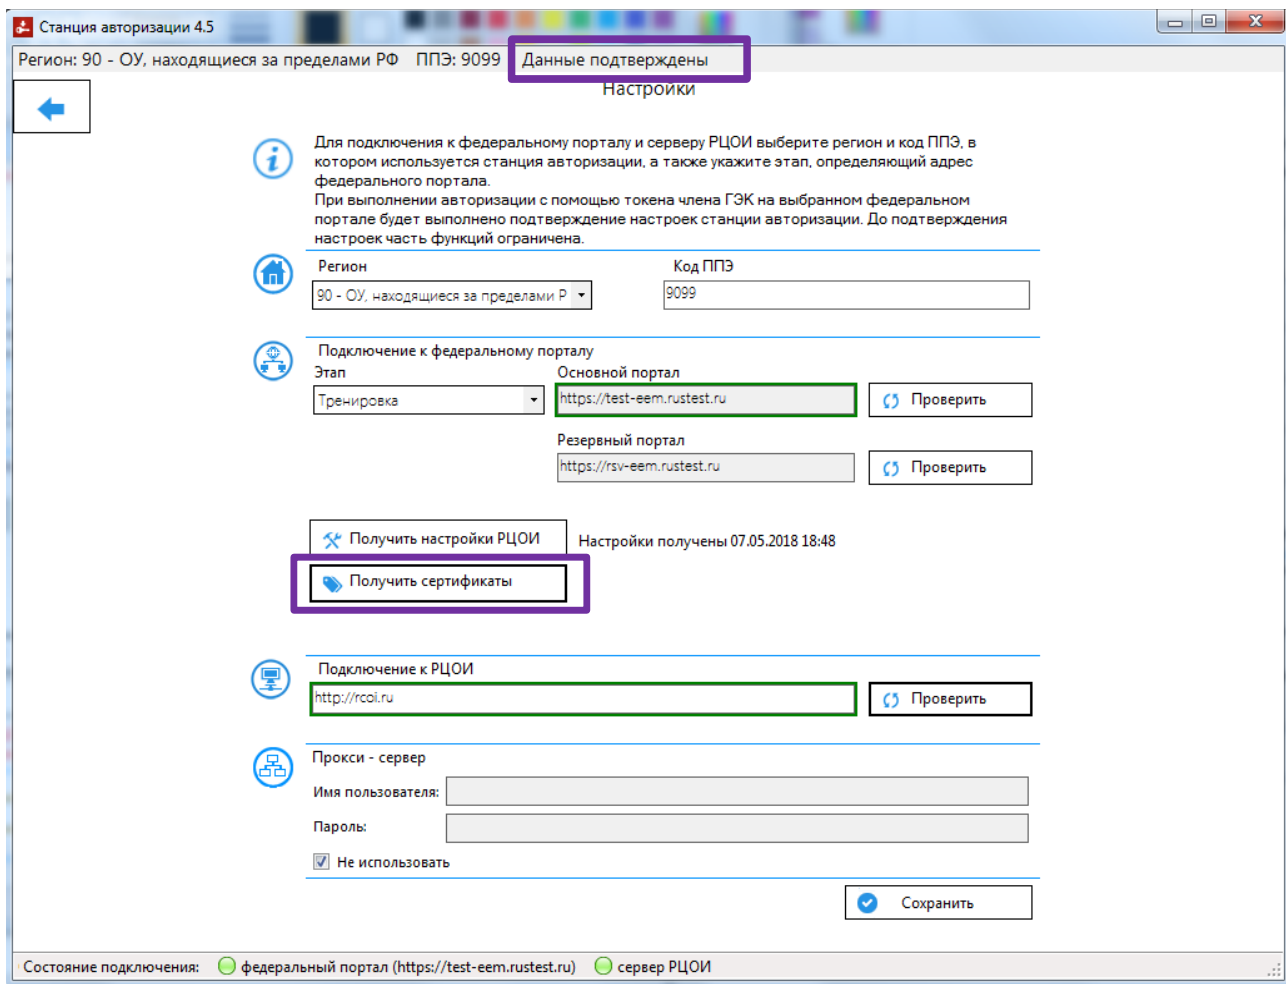 Станция авторизации 4.5
Регион: 90 - ОУ, находящиеся за пределами РФ ППЭ: 9099 Данные подтверждены
Настройки
Для подключения к федеральному порталу и серверу РЦОИ выберите регион и код ППЭ, в
котором используется станция авторизации, а также укажите этап, определяющий адрес
федерального портала.
При выполнении авторизации с помощью токена члена ГЭК на выбранном федеральном
портале будет выполнено подтверждение настроек станции авторизации. До подтверждения
настроек часть функций ограничена.
Регион Код ППЭ
90 - ОУ, находящиеся за пределами Р 9099
Подключение к федеральному порталу
Этап Основной портал
Тренировка https://test-eem.rustest.ru Проверить
Резервный портал
https://rsv-eem.rustest.ru Проверить
Получить настройки РЦОИ Настройки получены 07.05.2018 18:48
Получить сертификаты
Подключение к РЦОИ
http://rcoi.ru Проверить
Прокси - сервер
Имя пользователя:
Пароль:
Не использовать
Сохранить
Состояние подключения: федеральный портал (https://test-eem.rustest.ru) сервер РЦОИ